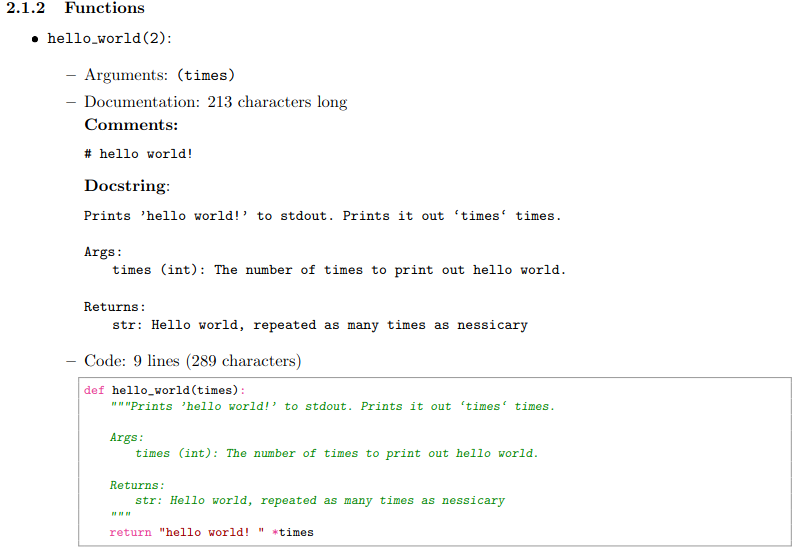 2.1.2 Functions
• hello_world(2):
– Arguments: (times)
– Documentation: 213 characters long
Comments:
# hello world!
Docstring:
Prints ’hello world!’ to stdout. Prints it out ‘times‘ times.
Args:
times (int): The number of times to print out hello world.
Returns:
str: Hello world, repeated as many times as nessicary
– Code: 9 lines (289 characters)
def hello_world(times):
"""Prints ’hello world!’ to stdout. Prints it out ‘times‘ times.
Args:
times (int): The number of times to print out hello world.
Returns:
str: Hello world, repeated as many times as nessicary
"""
return "hello world! " *times